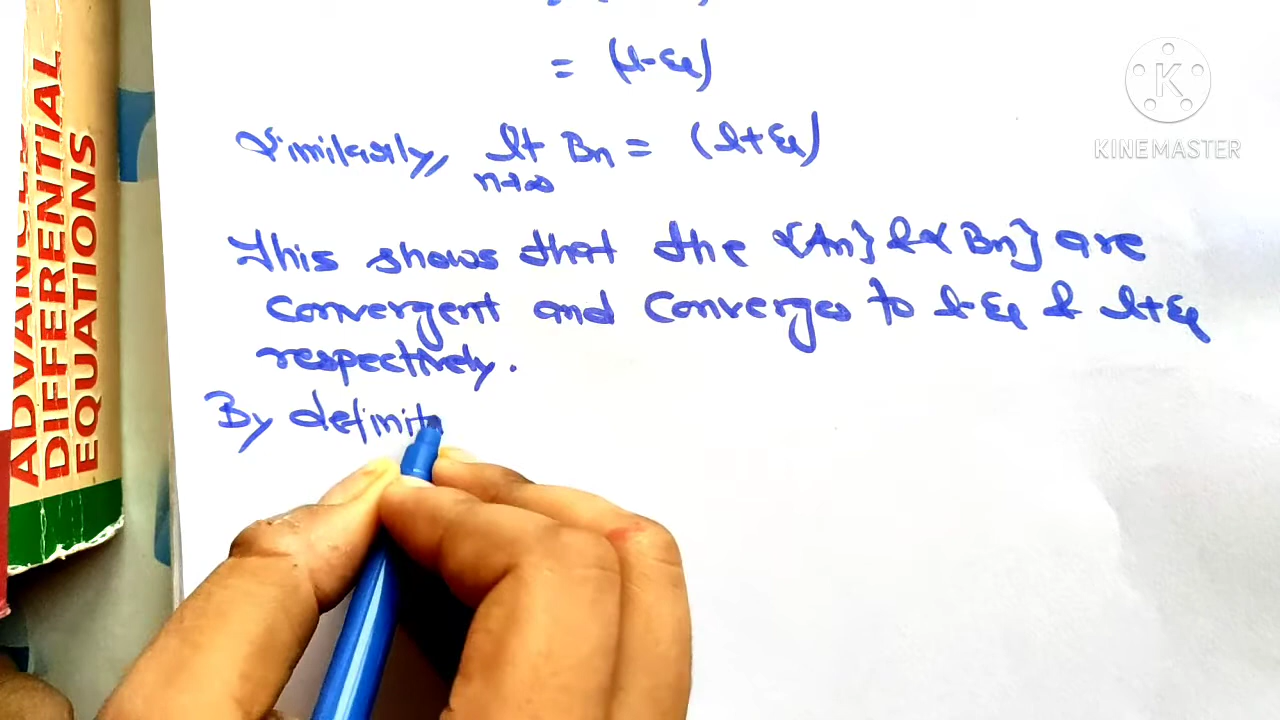 = (l-ε₁)
Similarly, lt Bn = (l+ε₁)
n→∞
This shows that the {An} & {Bn} are
convergent and converges to l-ε₁ & l+ε₁
respectively.
By definit
ADVANCED
DIFFERENTIAL
EQUATIONS
K
KINEMASTER